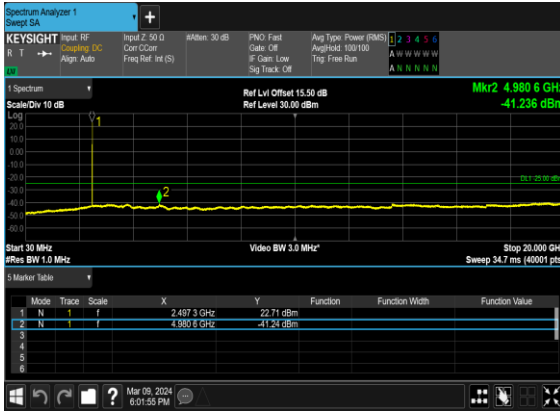 Spectrum Analyzer 1
Swept SA
+
KEYSIGHT Input: RF Input Z: 50 Ω #Atten: 30 dB PNO: Fast Avg Type: Power (RMS) 1 2 3 4 5 6
R T Coupling: DC Corr CCorr Gate: Off Avg|Hold: 100/100 A W W W W W
Align: Auto Freq Ref: Int (S) IF Gain: Low Trig: Free Run
Sig Track: Off A N N N N N
1 Spectrum
Ref Lvl Offset 15.50 dB Mkr2 4.980 6 GHz
Scale/Div 10 dB Ref Level 30.00 dBm -41.236 dBm
Log
20.0
10.0
0.00
-10.0
-20.0
-30.0
-40.0
-50.0
-60.0
1
2
Start 30 MHz Video BW 3.0 MHz* Stop 20.000 GH
#Res BW 1.0 MHz Sweep 34.7 ms (40001 pts
5 Marker Table
Mode Trace Scale X Y Function Function Width Function Value
1 N 1 f 2.497 3 GHz 22.71 dBm
2 N 1 f 4.980 6 GHz -41.24 dBm
3
4
5
6
? Mar 09, 2024
6:01:55 PM